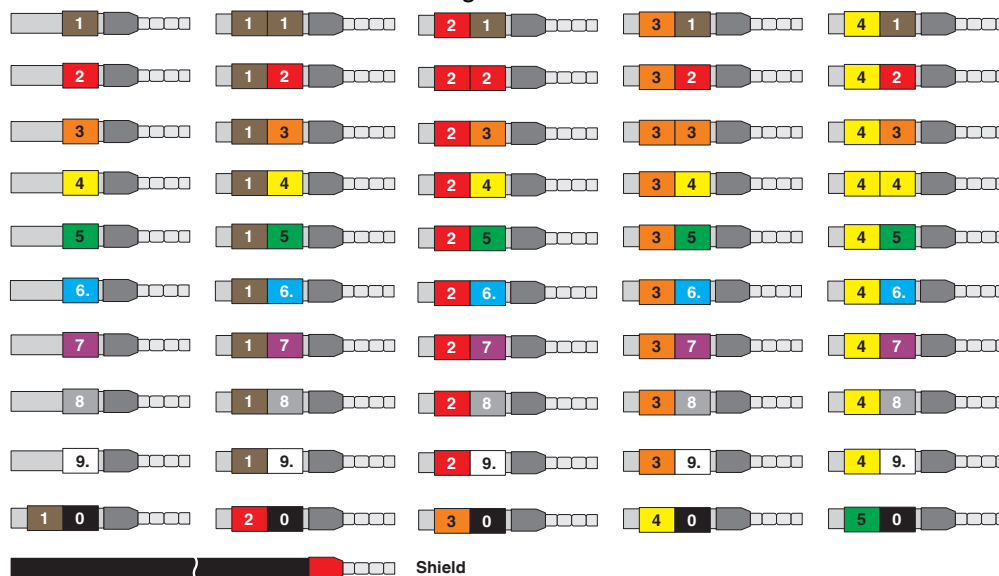 1 1 1 2 1 3 1 4 1
2 1 2 2 2 3 2 4 2
3 1 3 2 3 3 3 4 3
4 1 4 2 4 3 4 4 4
5 1 5 2 5 3 5 4 5
6. 1 6. 2 6. 3 6. 4 6.
7 1 7 2 7 3 7 4 7
8 1 8 2 8 3 8 4 8
9. 1 9. 2 9. 3 9. 4 9.
1 0 2 0 3 0 4 0 5 0
Shield